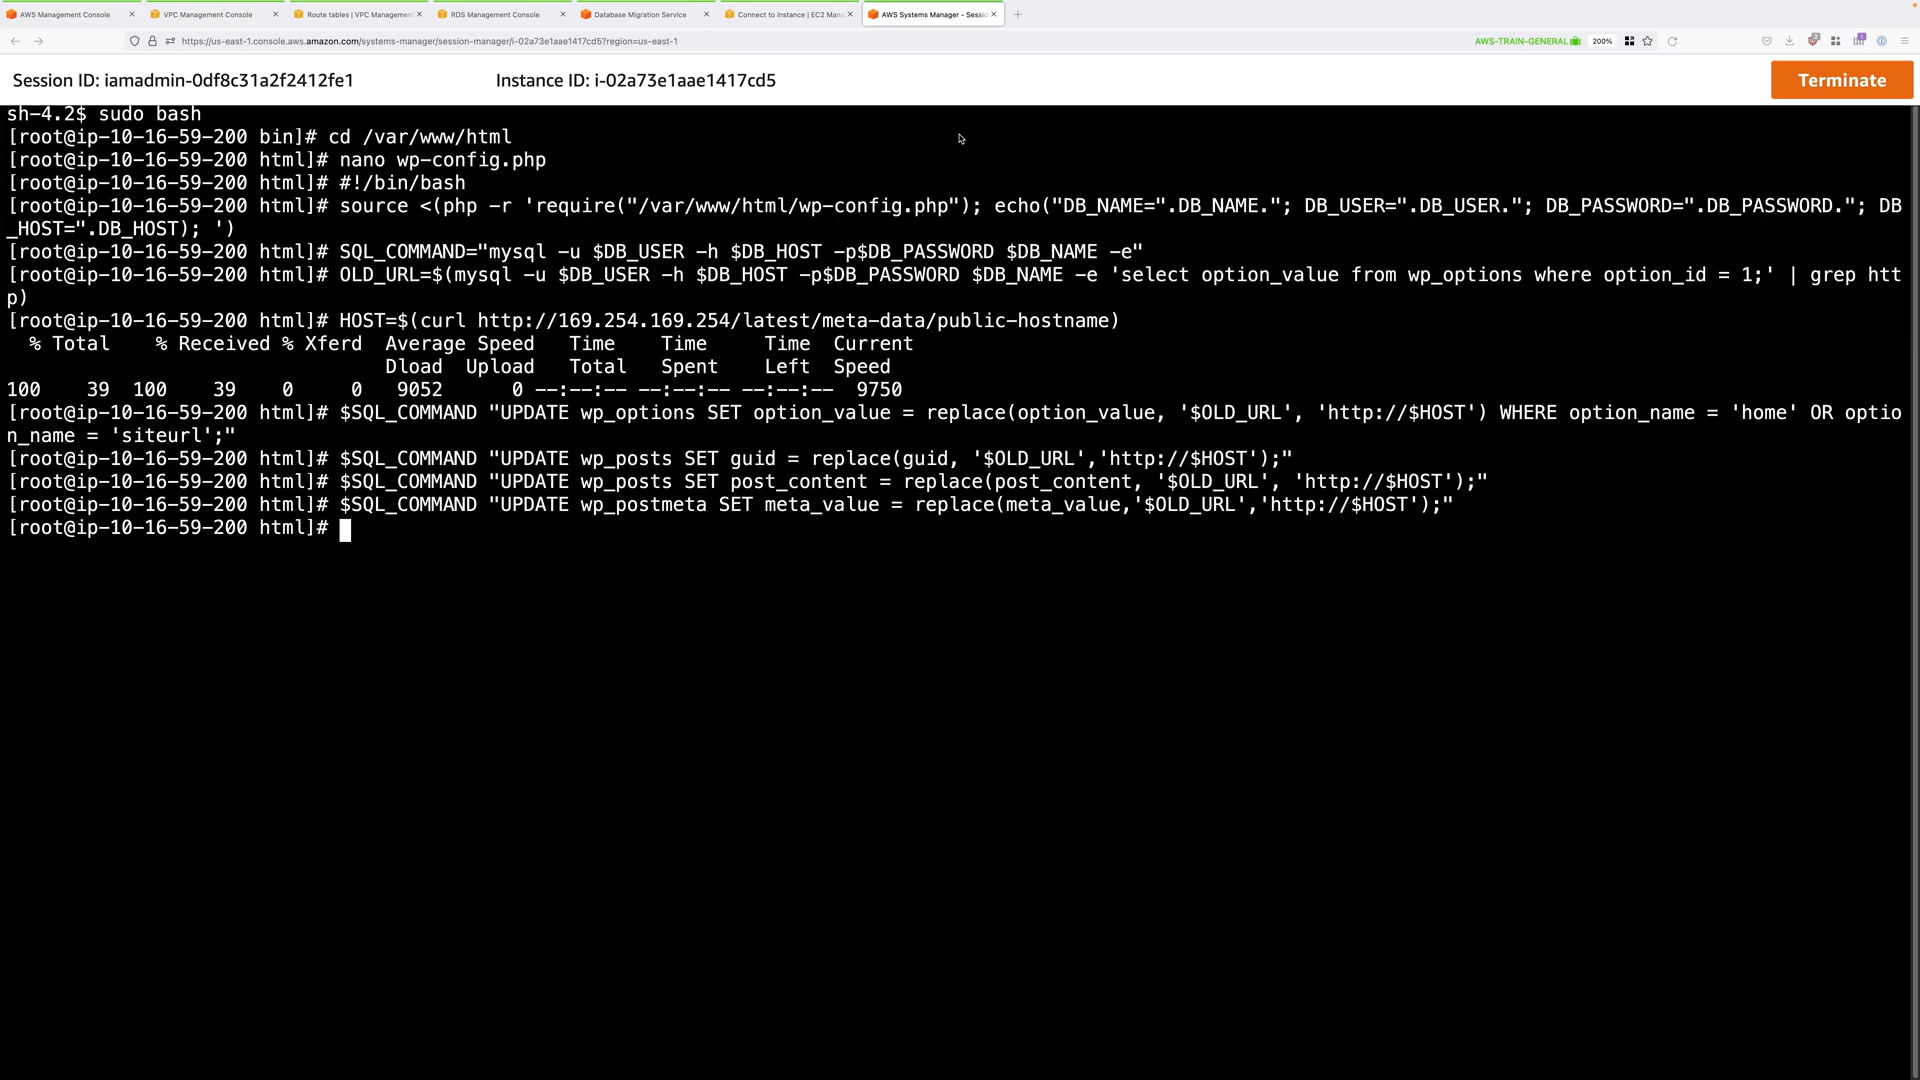 AWS Management Console
VPC Management Console
Route tables | VPC Managemen
RDS Management Console
Database Migration Service
Connect to instance | EC2 Man
AWS Systems Manager - Sessi
https://us-east-1.console.aws.amazon.com/systems-manager/session-manager/i-02a73e1aae1417cd5?region=us-east-1
AWS-TRAIN-GENERAL
200%
Session ID: iamadmin-0df8c31a2f2412fe1
Instance ID: i-02a73e1aae1417cd5
Terminate
sh-4.2$ sudo bash
[root@ip-10-16-59-200 bin]# cd /var/www/html
[root@ip-10-16-59-200 html]# nano wp-config.php
[root@ip-10-16-59-200 html]# #!/bin/bash
[root@ip-10-16-59-200 html]# source <(php -r 'require("/var/www/html/wp-config.php"); echo("DB_NAME=".DB_NAME."; DB_USER=".DB_USER."; DB_PASSWORD=".DB_PASSWORD."; DB
_HOST=".DB_HOST); ')
[root@ip-10-16-59-200 html]# SQL_COMMAND="mysql -u $DB_USER -h $DB_HOST -p$DB_PASSWORD $DB_NAME -e"
[root@ip-10-16-59-200 html]# OLD_URL=$(mysql -u $DB_USER -h $DB_HOST -p$DB_PASSWORD $DB_NAME -e 'select option_value from wp_options where option_id = 1;' | grep htt
p)
[root@ip-10-16-59-200 html]# HOST=$(curl http://169.254.169.254/latest/meta-data/public-hostname)
% Total    % Received % Xferd  Average Speed   Time    Time     Time  Current
Dload  Upload   Total   Spent    Left  Speed
100    39  100    39    0     0   9052      0 --:--:-- --:--:-- --:--:--  9750
[root@ip-10-16-59-200 html]# $SQL_COMMAND "UPDATE wp_options SET option_value = replace(option_value, '$OLD_URL', 'http://$HOST') WHERE option_name = 'home' OR optio
n_name = 'siteurl';"
[root@ip-10-16-59-200 html]# $SQL_COMMAND "UPDATE wp_posts SET guid = replace(guid, '$OLD_URL','http://$HOST');"
[root@ip-10-16-59-200 html]# $SQL_COMMAND "UPDATE wp_posts SET post_content = replace(post_content, '$OLD_URL', 'http://$HOST');"
[root@ip-10-16-59-200 html]# $SQL_COMMAND "UPDATE wp_postmeta SET meta_value = replace(meta_value,'$OLD_URL','http://$HOST');"
[root@ip-10-16-59-200 html]#